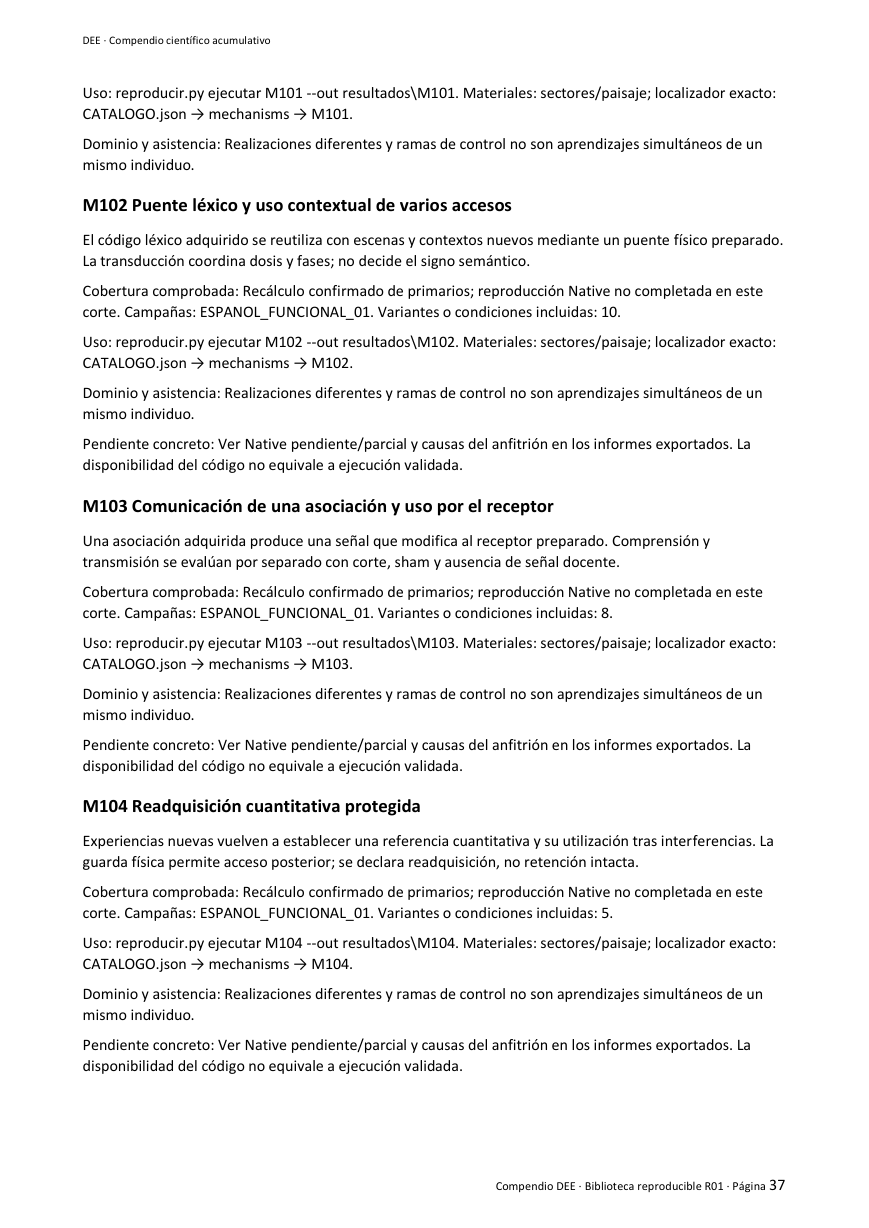 DEE · Compendio científico acumulativo
Uso: reproducir.py ejecutar M101 --out resultados\M101. Materiales: sectores/paisaje; localizador exacto:
CATALOGO.json → mechanisms → M101.
Dominio y asistencia: Realizaciones diferentes y ramas de control no son aprendizajes simultáneos de un
mismo individuo.
M102 Puente léxico y uso contextual de varios accesos
El código léxico adquirido se reutiliza con escenas y contextos nuevos mediante un puente físico preparado.
La transducción coordina dosis y fases; no decide el signo semántico.
Cobertura comprobada: Recálculo confirmado de primarios; reproducción Native no completada en este
corte. Campañas: ESPANOL_FUNCIONAL_01. Variantes o condiciones incluidas: 10.
Uso: reproducir.py ejecutar M102 --out resultados\M102. Materiales: sectores/paisaje; localizador exacto:
CATALOGO.json → mechanisms → M102.
Dominio y asistencia: Realizaciones diferentes y ramas de control no son aprendizajes simultáneos de un
mismo individuo.
Pendiente concreto: Ver Native pendiente/parcial y causas del anfitrión en los informes exportados. La
disponibilidad del código no equivale a ejecución validada.
M103 Comunicación de una asociación y uso por el receptor
Una asociación adquirida produce una señal que modifica al receptor preparado. Comprensión y
transmisión se evalúan por separado con corte, sham y ausencia de señal docente.
Cobertura comprobada: Recálculo confirmado de primarios; reproducción Native no completada en este
corte. Campañas: ESPANOL_FUNCIONAL_01. Variantes o condiciones incluidas: 8.
Uso: reproducir.py ejecutar M103 --out resultados\M103. Materiales: sectores/paisaje; localizador exacto:
CATALOGO.json → mechanisms → M103.
Dominio y asistencia: Realizaciones diferentes y ramas de control no son aprendizajes simultáneos de un
mismo individuo.
Pendiente concreto: Ver Native pendiente/parcial y causas del anfitrión en los informes exportados. La
disponibilidad del código no equivale a ejecución validada.
M104 Readquisición cuantitativa protegida
Experiencias nuevas vuelven a establecer una referencia cuantitativa y su utilización tras interferencias. La
guarda física permite acceso posterior; se declara readquisición, no retención intacta.
Cobertura comprobada: Recálculo confirmado de primarios; reproducción Native no completada en este
corte. Campañas: ESPANOL_FUNCIONAL_01. Variantes o condiciones incluidas: 5.
Uso: reproducir.py ejecutar M104 --out resultados\M104. Materiales: sectores/paisaje; localizador exacto:
CATALOGO.json → mechanisms → M104.
Dominio y asistencia: Realizaciones diferentes y ramas de control no son aprendizajes simultáneos de un
mismo individuo.
Pendiente concreto: Ver Native pendiente/parcial y causas del anfitrión en los informes exportados. La
disponibilidad del código no equivale a ejecución validada.
Compendio DEE · Biblioteca reproducible R01 · Página 37